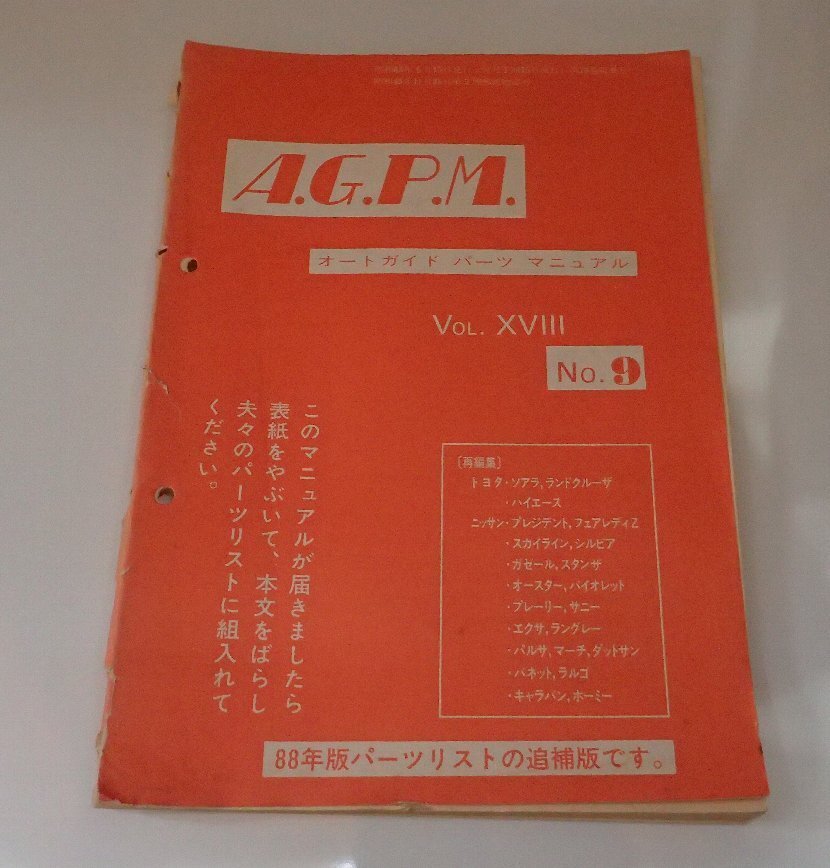 A.G.P.M.
オートガイド パーツ マニュアル
VOL. XVIII
No. 9
このマニュアルが届きましたら
表紙をやぶいて、本文をばらし
夫々のパーツリストに組入れて
ください。
〔再編集〕
トヨタ・ソアラ,ランドクルーザ
・ハイエース
ニッサン・プレジデント,フェアレディZ
・スカイライン,シルビア
・ガゼール,スタンザ
・オースター,バイオレット
・プレーリー,サニー
・エクサ,ラングレー
・パルサ,マーチ,ダットサン
・バネット,ラルゴ
・キャラバン,ホーミー
88年版パーツリストの追補版です。